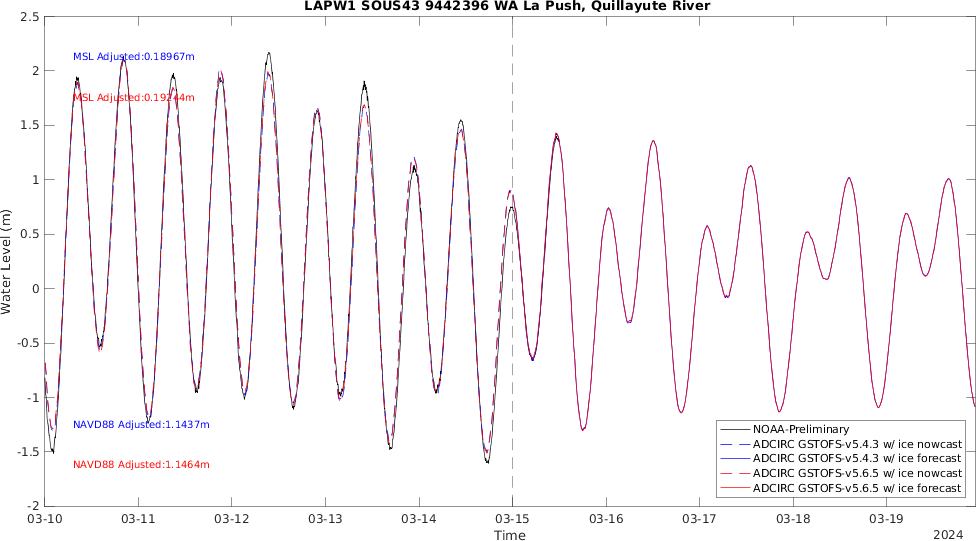 LAPW1 SOUS43 9442396 WA La Push, Quillayute River
2.5
2
1.5
1
0.5
0
-0.5
-1
-1.5
-2
Water Level (m)
MSL Adjusted:0.18967m
MSL Adjusted:0.19244m
NAVD88 Adjusted:1.1437m
NAVD88 Adjusted:1.1464m
NOAA-Preliminary
ADCIRC GSTOFS-v5.4.3 w/ ice nowcast
ADCIRC GSTOFS-v5.4.3 w/ ice forecast
ADCIRC GSTOFS-v5.6.5 w/ ice nowcast
ADCIRC GSTOFS-v5.6.5 w/ ice forecast
03-10 03-11 03-12 03-13 03-14 03-15 03-16 03-17 03-18 03-19
Time
2024